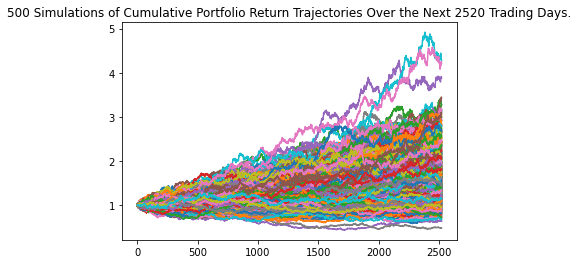 500 Simulations of Cumulative Portfolio Return Trajectories Over the Next 2520 Trading Days.
5
4
3
2
1
0 500 1000 1500 2000 2500